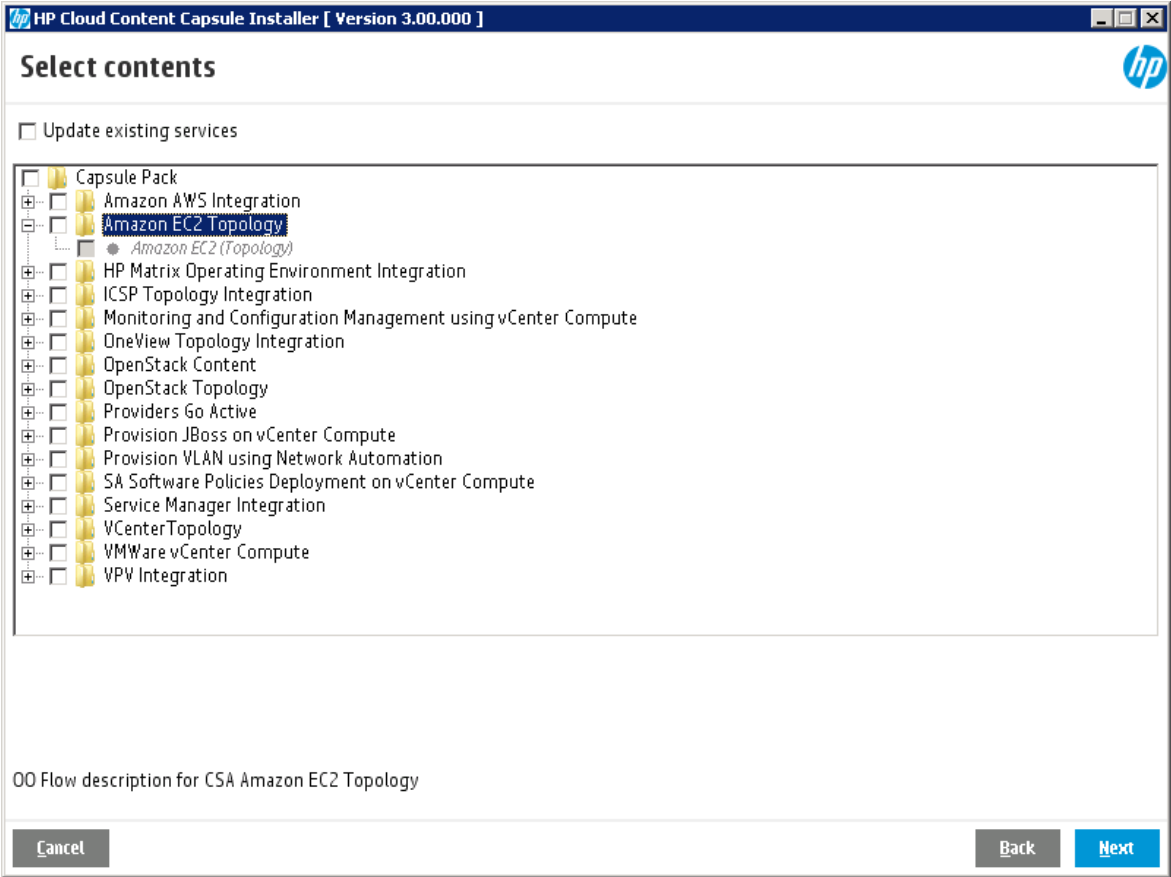 HP Cloud Content Capsule Installer [ Version 3.00.000 ]
Select contents
hp
Update existing services
Capsule Pack
Amazon AWS Integration
Amazon EC2 Topology
Amazon EC2 (Topology)
HP Matrix Operating Environment Integration
ICSP Topology Integration
Monitoring and Configuration Management using vCenter Compute
OneView Topology Integration
OpenStack Content
OpenStack Topology
Providers Go Active
Provision JBoss on vCenter Compute
Provision VLAN using Network Automation
SA Software Policies Deployment on vCenter Compute
Service Manager Integration
VCenterTopology
VMWare vCenter Compute
VPV Integration
OO Flow description for CSA Amazon EC2 Topology
Cancel Back Next